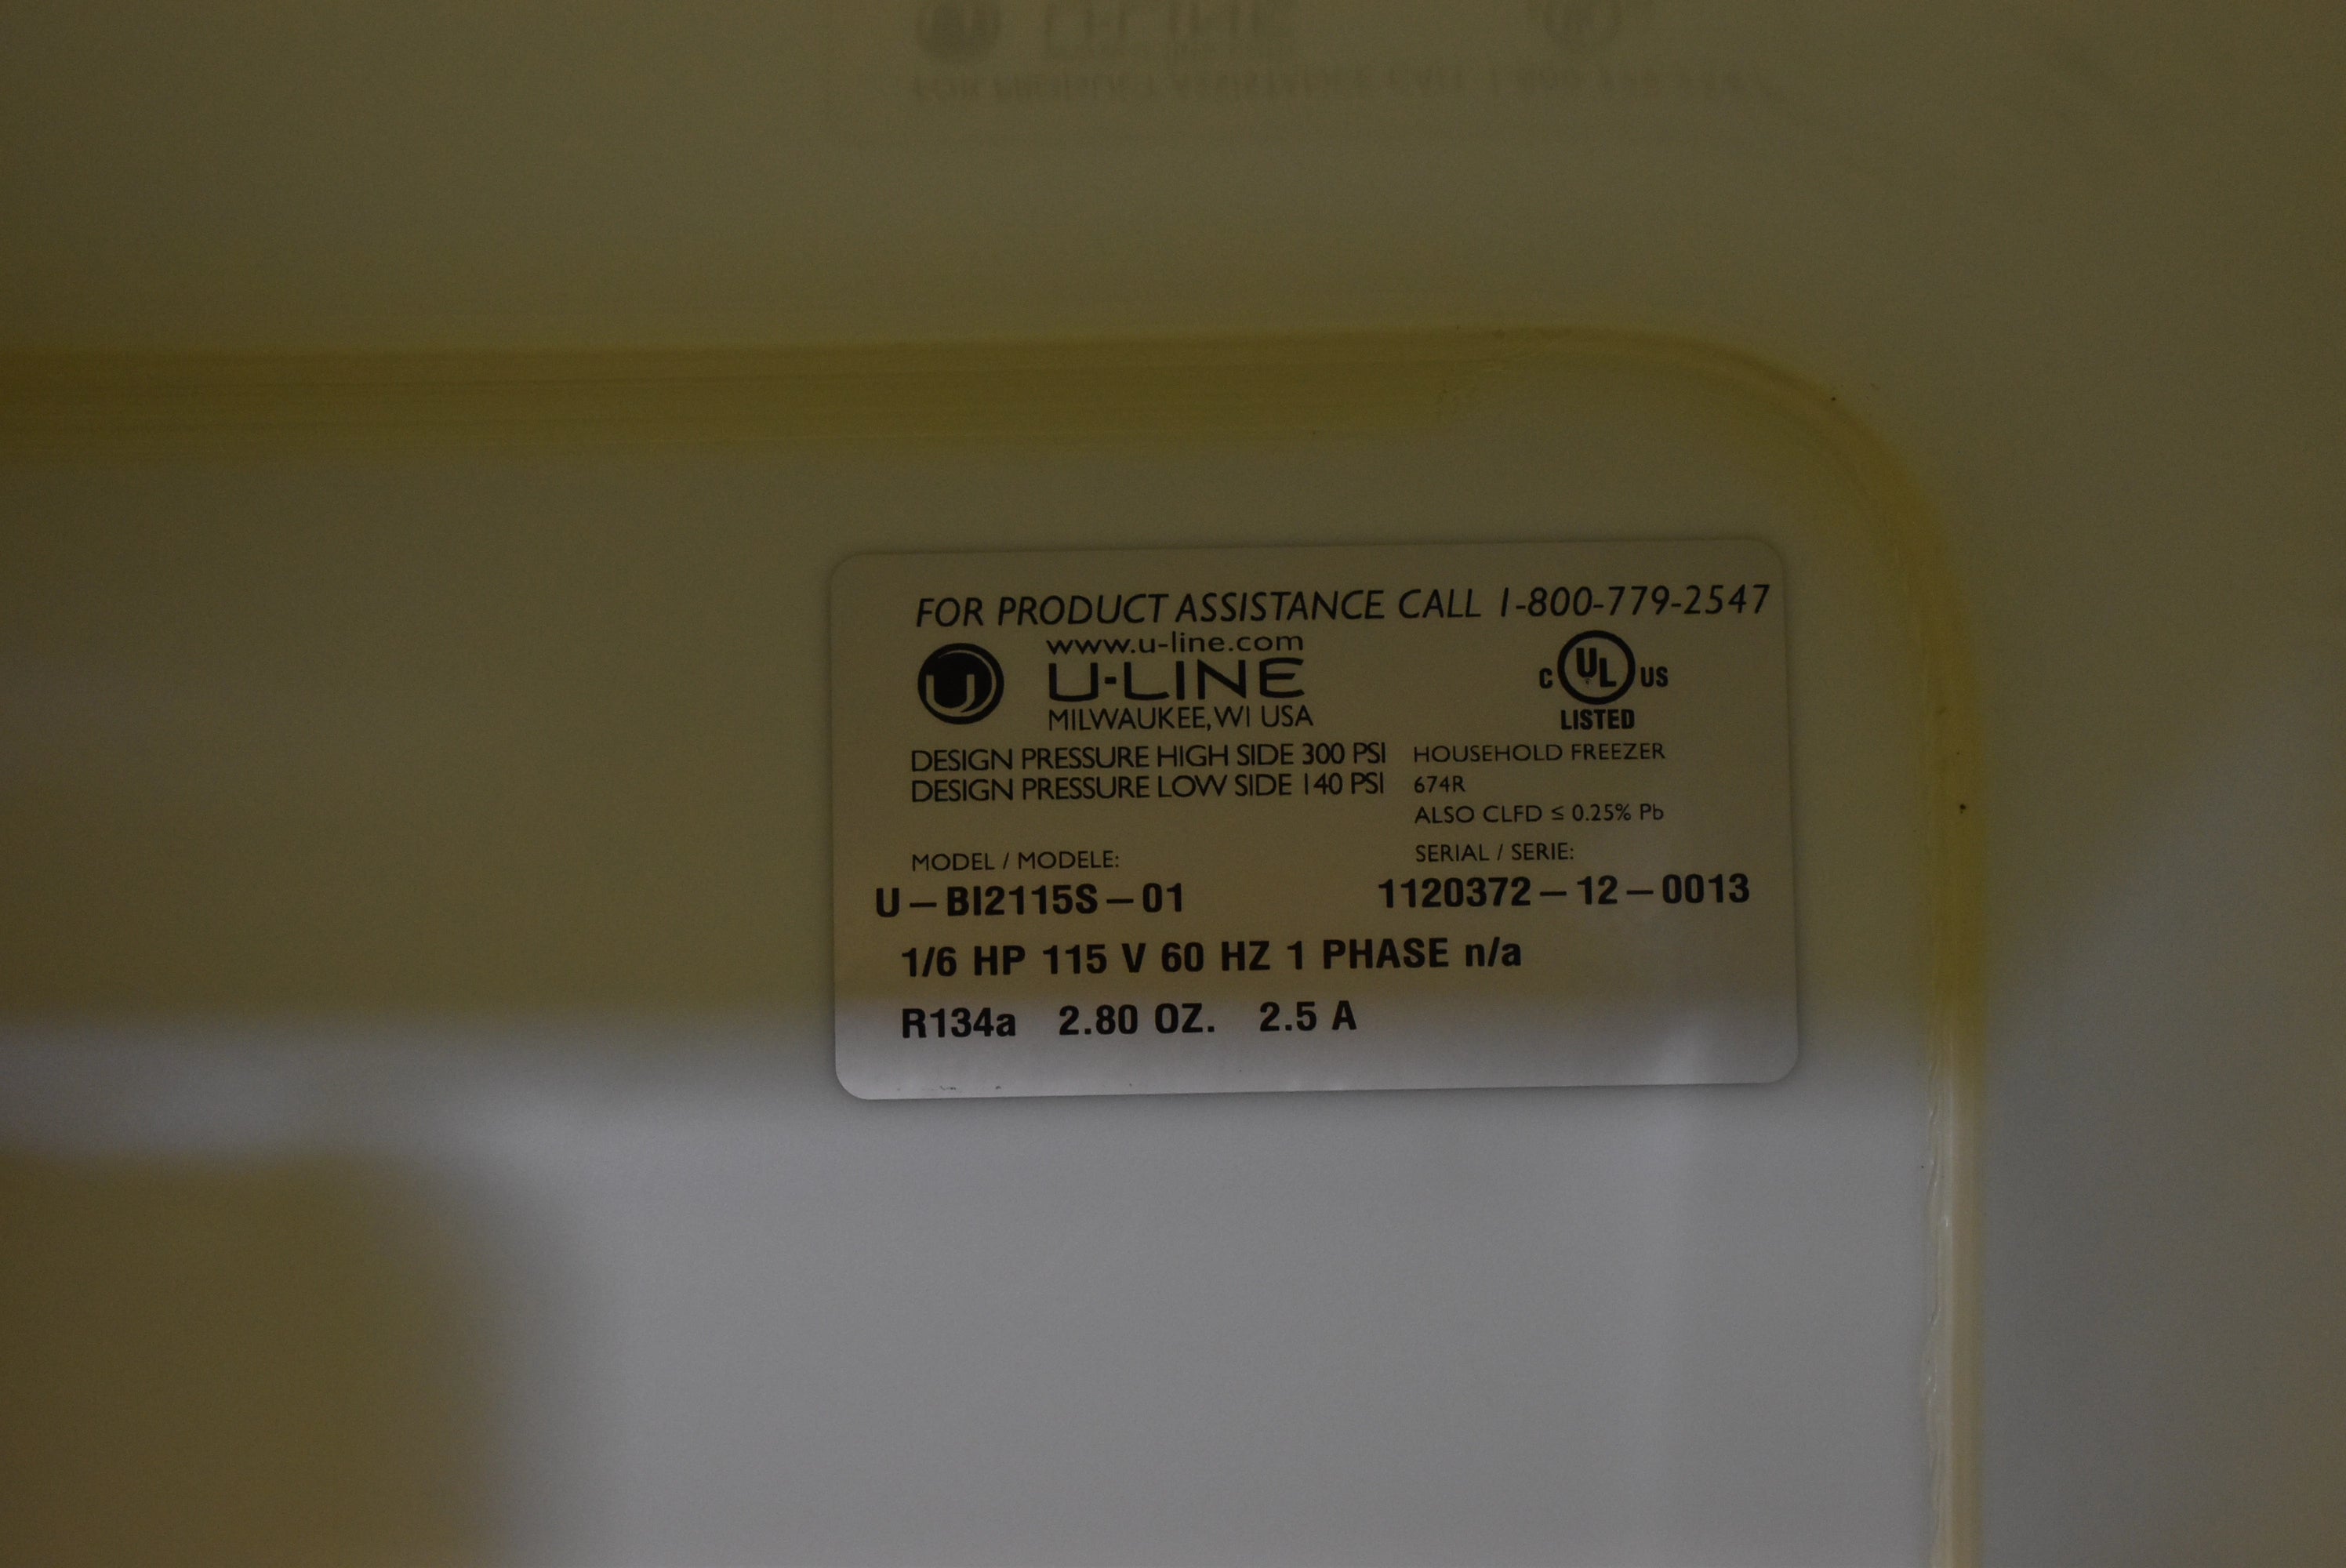 FOR PRODUCT ASSISTANCE CALL 1-800-779-2547
www.u-line.com
U U-LINE C UL US
MILWAUKEE, WI USA LISTED
DESIGN PRESSURE HIGH SIDE 300 PSI HOUSEHOLD FREEZER
DESIGN PRESSURE LOW SIDE 140 PSI 674R
ALSO CLFD ≤ 0.25% Pb
MODEL / MODELE: SERIAL / SERIE:
U-BI2115S-01 1120372-12-0013
1/6 HP 115 V 60 HZ 1 PHASE n/a
R134a 2.80 OZ. 2.5 A